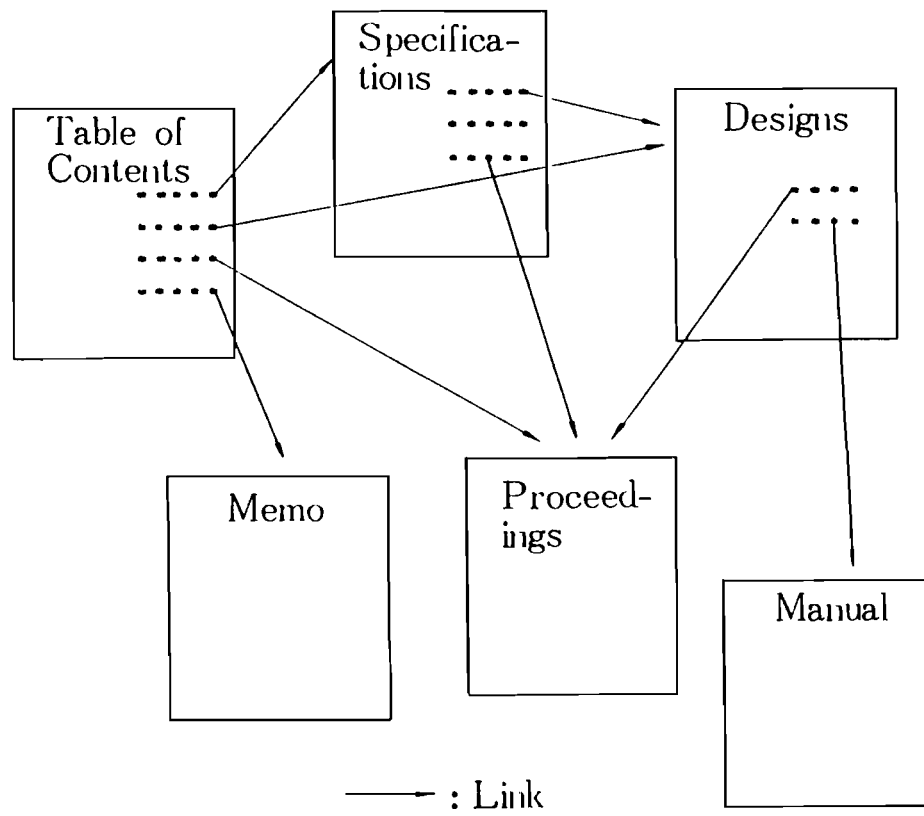 Specifica-
tions
Table of
Contents
Designs
Memo
Proceed-
ings
Manual
: Link